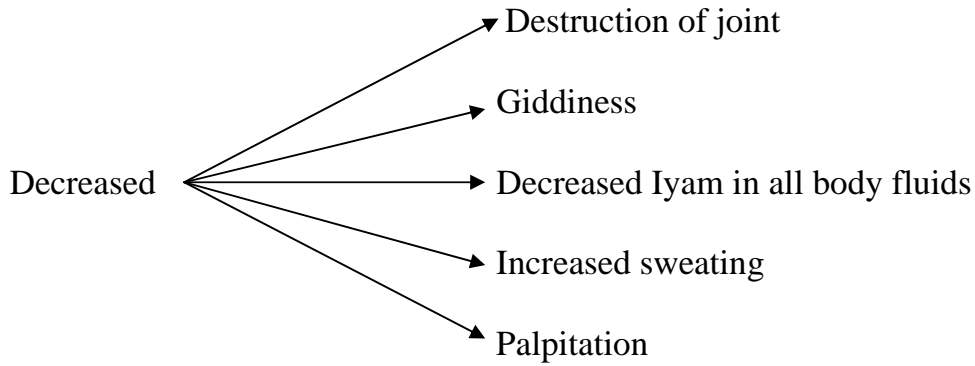 Destruction of joint
Giddiness
Decreased
Decreased Iyam in all body fluids
Increased sweating
Palpitation